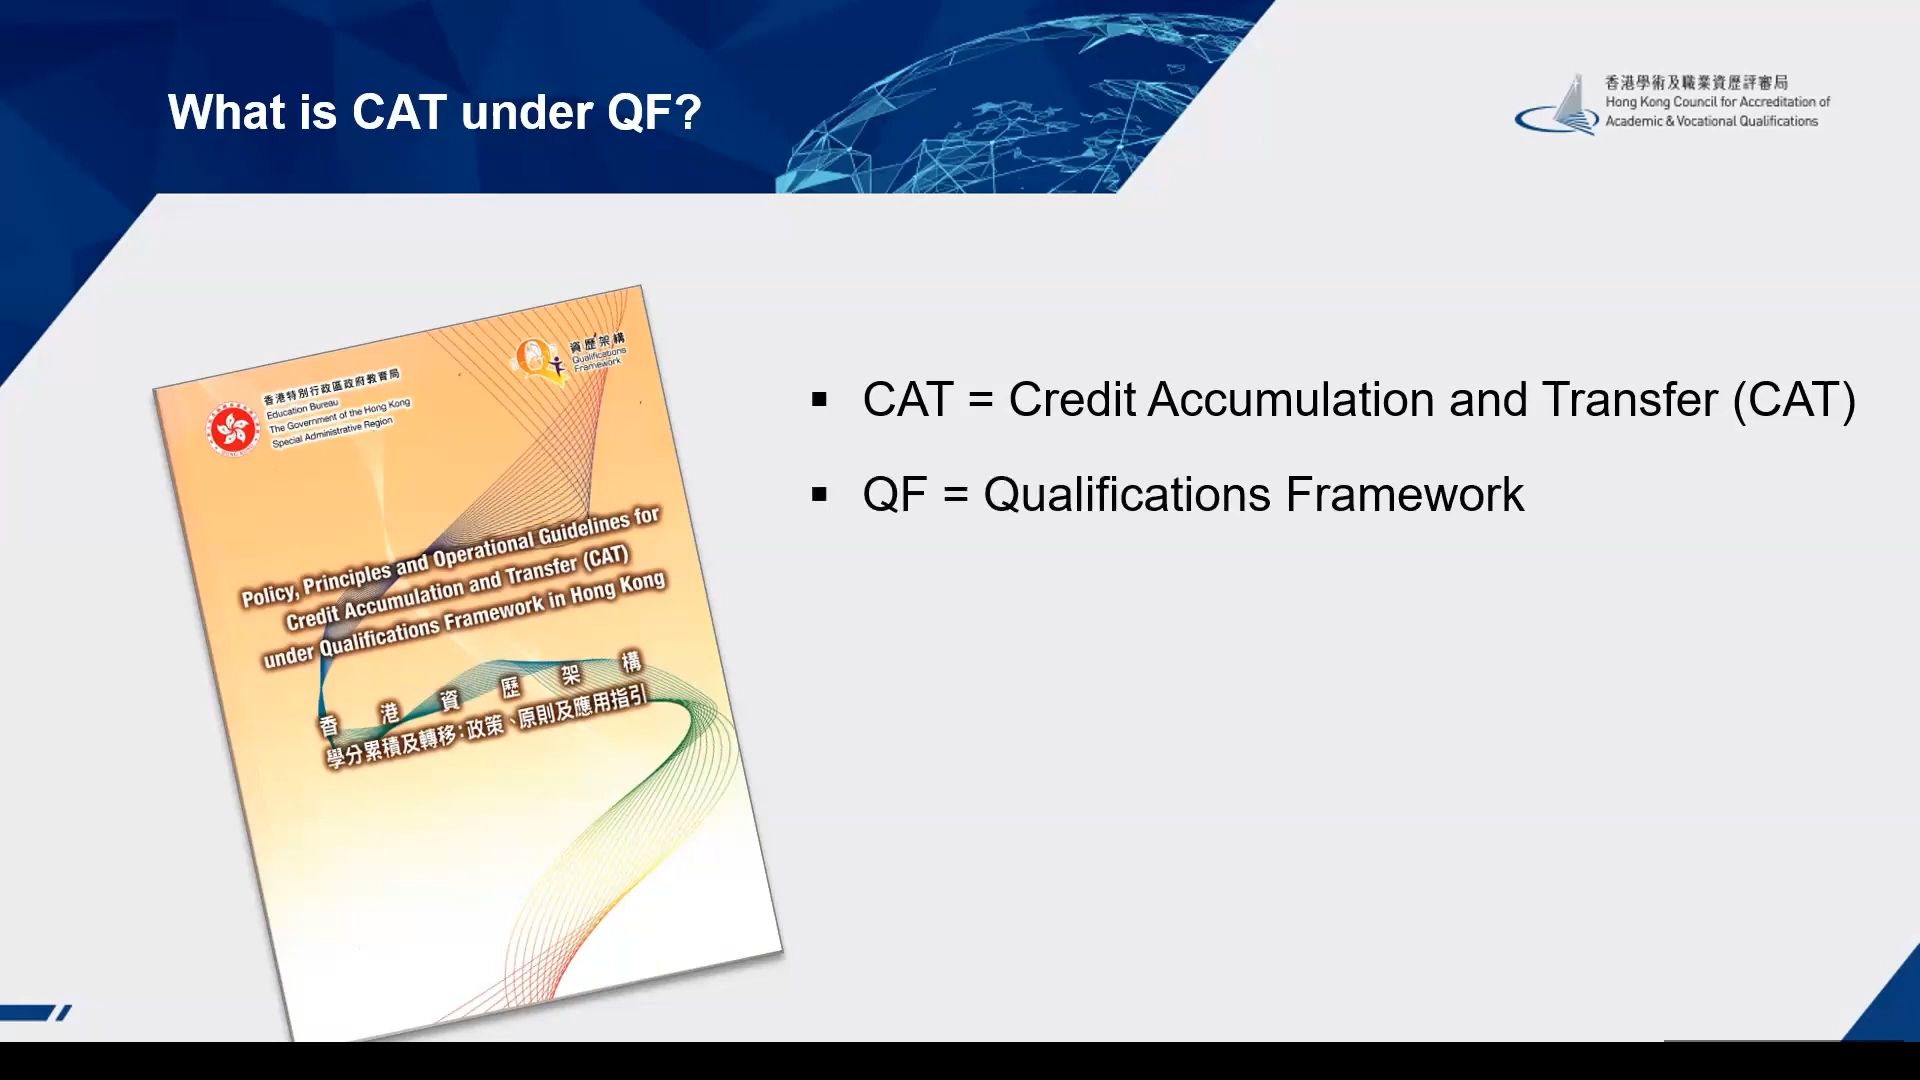 What is CAT under QF?
香港學術及職業資歷評審局
Hong Kong Council for Accreditation of
Academic & Vocational Qualifications
資歷架構
Qualifications
Framework
香港特別行政區政府教育局
Education Bureau
The Government of the Hong Kong
Special Administrative Region
Policy, Principles and Operational Guidelines for
Credit Accumulation and Transfer (CAT)
under Qualifications Framework in Hong Kong
香港資歷架構
學分累積及轉移：政策、原則及應用指引
▪ CAT = Credit Accumulation and Transfer (CAT)
▪ QF = Qualifications Framework